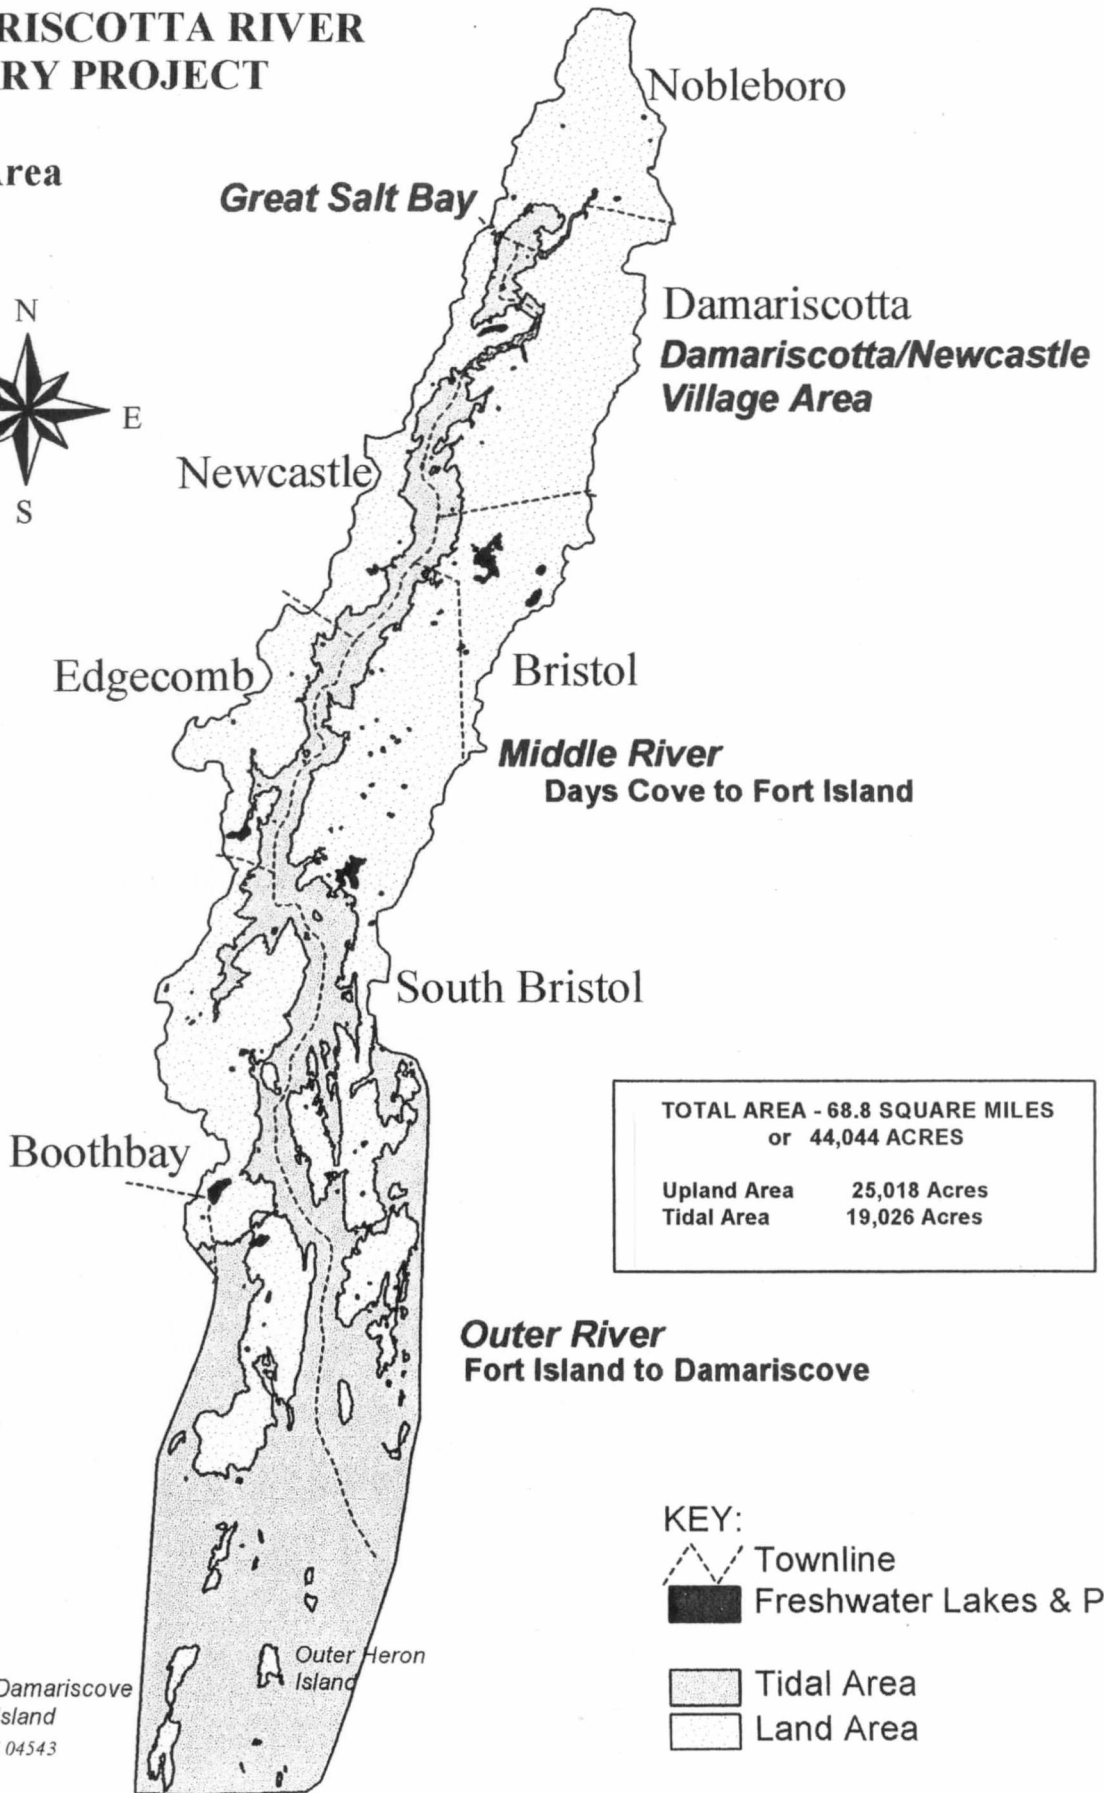 RISCOTTA RIVER
RY PROJECT
Area
Nobleboro
Great Salt Bay
N
E
S
Damariscotta
Damariscotta/Newcastle
Village Area
Newcastle
Edgecomb
Bristol
Middle River
Days Cove to Fort Island
South Bristol
TOTAL AREA - 68.8 SQUARE MILES
or 44,044 ACRES
Upland Area 25,018 Acres
Tidal Area 19,026 Acres
Boothbay
Outer River
Fort Island to Damariscove
KEY:
Townline
Freshwater Lakes & P
Tidal Area
Land Area
Outer Heron
Island
Damariscove
Island
04543